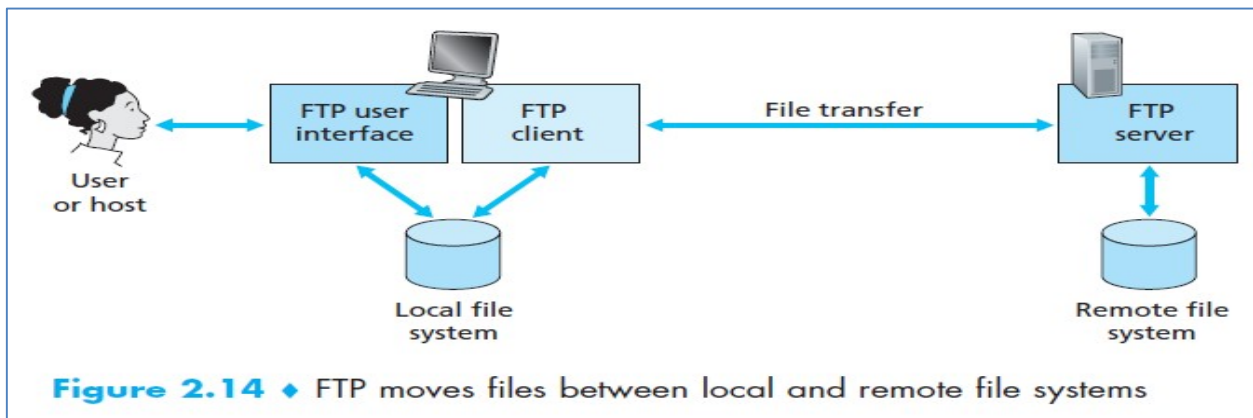 FTP user
interface
FTP
client
File transfer
FTP
server
User
or host
Local file
system
Remote file
system
Figure 2.14 ◆ FTP moves files between local and remote file systems